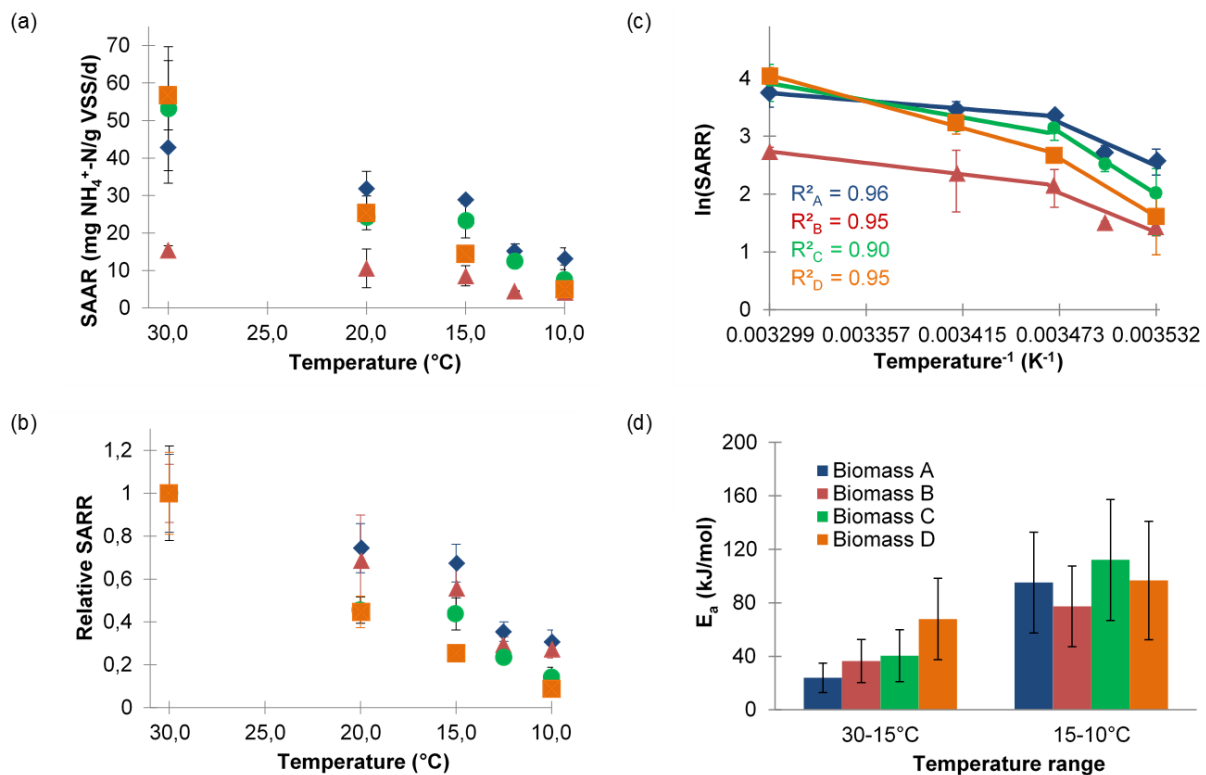 (a)
SAAR (mg NH₄⁺-N/g VSS/d)
70
60
50
40
30
20
10
0
30,0 25,0 20,0 15,0 10,0
Temperature (°C)
(b)
Relative SARR
1,2
1
0,8
0,6
0,4
0,2
0
30,0 25,0 20,0 15,0 10,0
Temperature (°C)
(c)
ln(SARR)
4
3
2
1
0
R²_A = 0.96
R²_B = 0.95
R²_C = 0.90
R²_D = 0.95
0.003299 0.003357 0.003415 0.003473 0.003532
Temperature⁻¹ (K⁻¹)
(d)
Eₐ (kJ/mol)
200
160
120
80
40
0
Biomass A
Biomass B
Biomass C
Biomass D
30-15°C 15-10°C
Temperature range